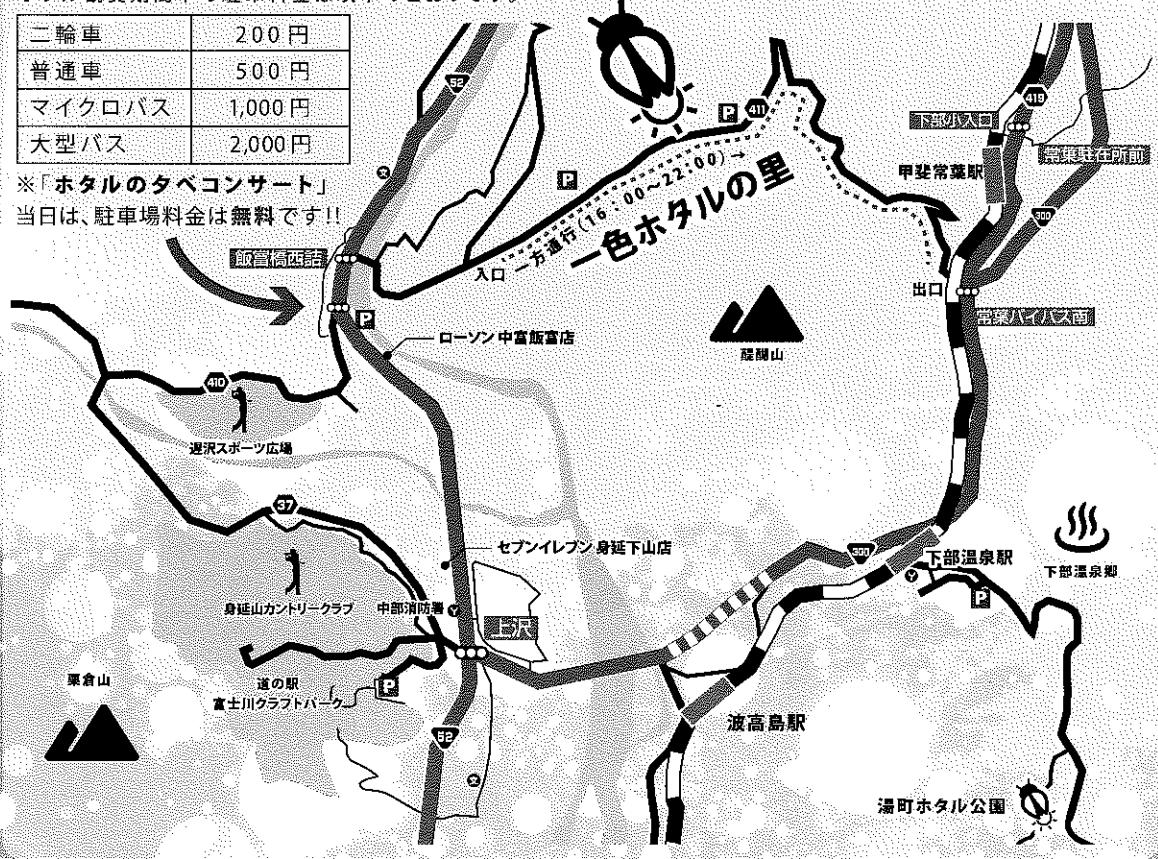 二輪車 200円
普通車 500円
マイクロバス 1,000円
大型バス 2,000円
※「ホタルの夕べコンサート」
当日は、駐車場料金は無料です!!
52
P
411
419
下部小入口
常葉駐在所前
甲斐常葉駅
300
P
一方通行(16:00~22:00)→
一色ホタルの里
入口
飯富橋西詰
出口
常葉バイパス南
P
ローソン 中富飯富店
醍醐山
410
遅沢スポーツ広場
37
セブンイレブン 身延下山店
300
下部温泉駅
下部温泉郷
P
身延山カントリークラブ
中部消防署
上沢
粟倉山
道の駅
富士川クラフトパーク
P
52
文
波高島駅
湯町ホタル公園